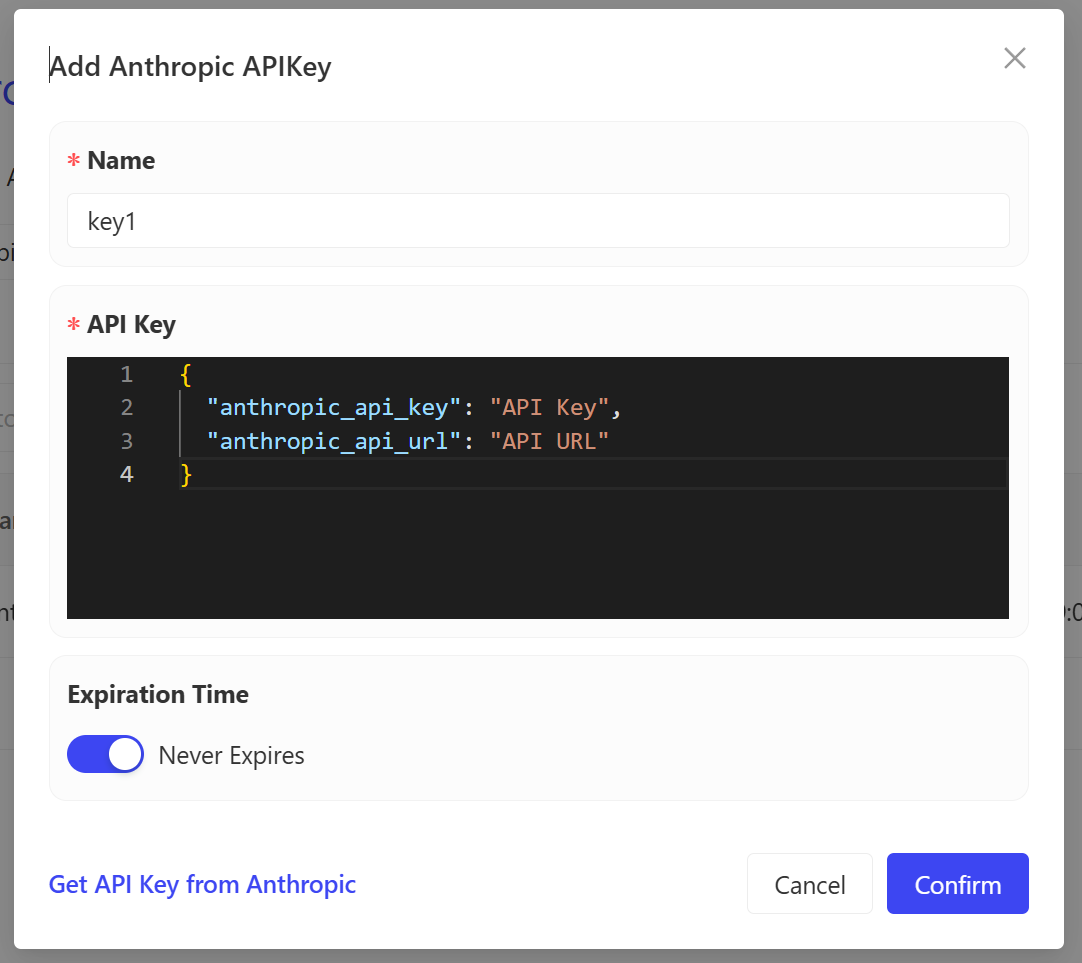 Add Anthropic APIKey
* Name
key1
* API Key
1 {
2 "anthropic_api_key": "API Key",
3 "anthropic_api_url": "API URL"
4 }
Expiration Time
Never Expires
Get API Key from Anthropic
Cancel
Confirm